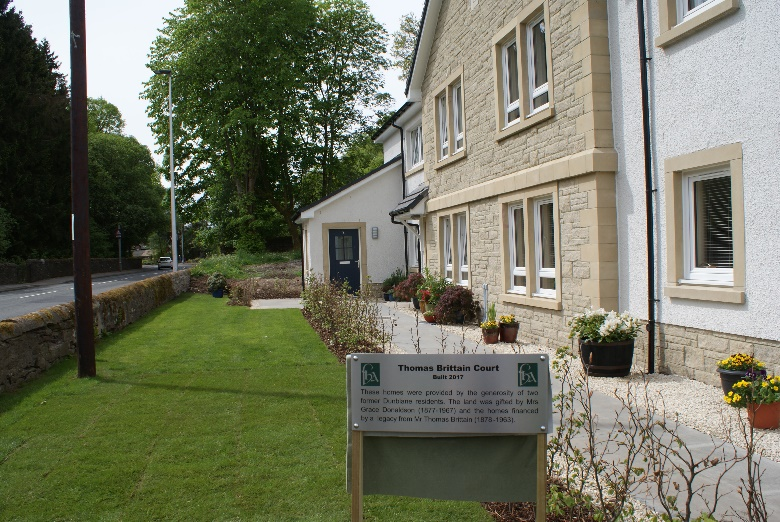 Thomas Brittain Court
Built 2017
These homes were provided by the generosity of two
former Dunblane residents. The land was gifted by Mrs
Grace Donaldson (1877-1967) and the homes financed
by a legacy from Mr Thomas Brittain (1878-1963).